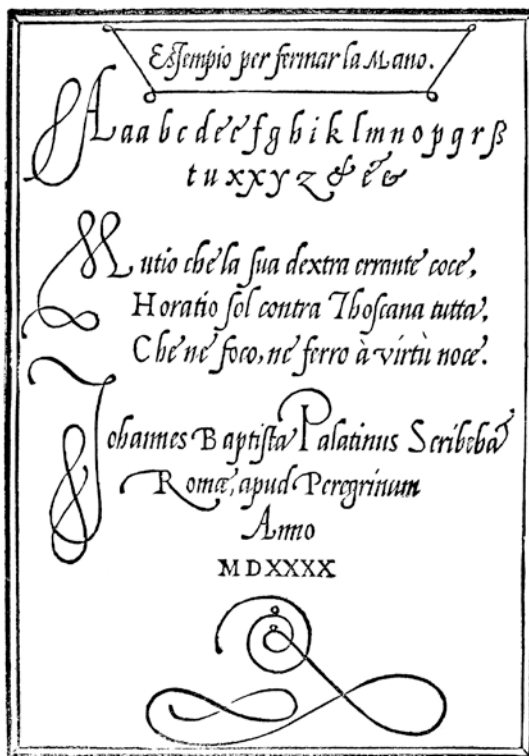 Eſsempio per fermar la Mano.
A a a b c d e e f g h i k l m n o p q r ß
t u x x y z & e &
Mutio che la sua dextra errante coce,
Horatio sol contra Thoſcana tutta,
Che ne foco, ne ferro à virtù noce.
Johannes Baptiſta Palatinus Scribebat
Romæ, apud Peregrinum
Anno
MDXXXX